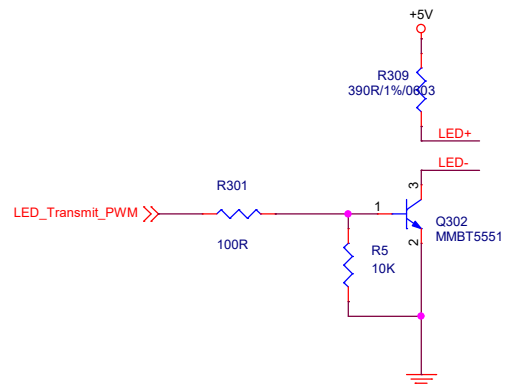 +5V
R309
390R/1%/0603
LED+
LED-
R301
3
LED_Transmit_PWM
1
Q302
MMBT5551
100R
R5
2
10K